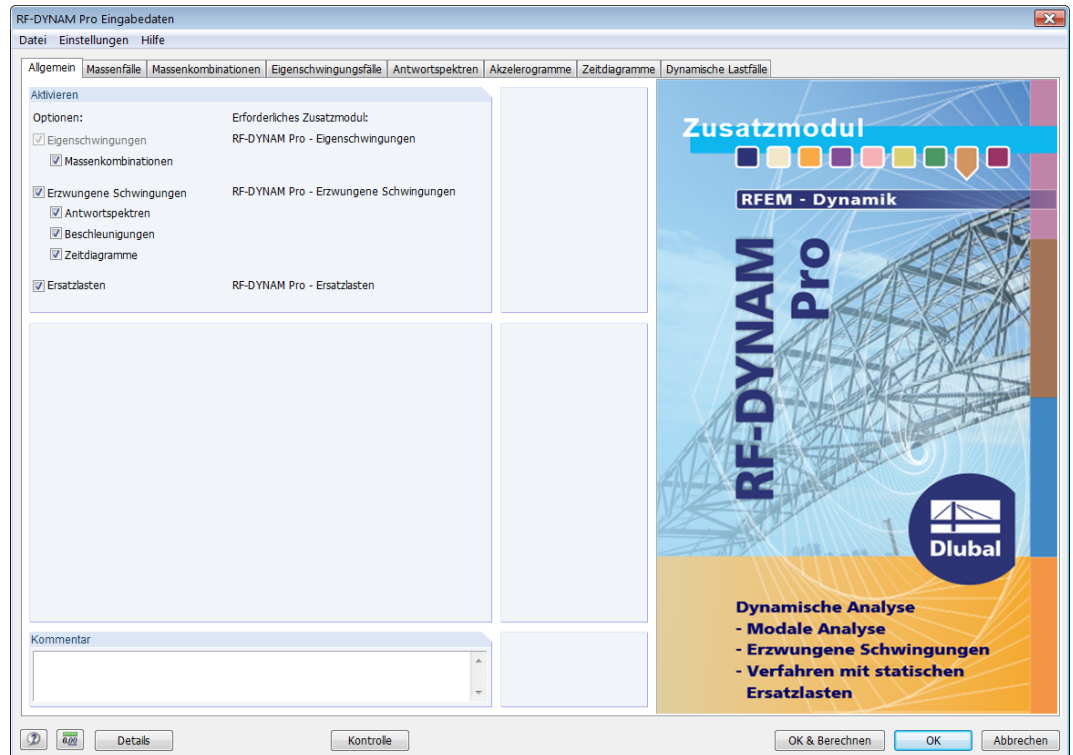 RF-DYNAM Pro Eingabedaten
Datei Einstellungen Hilfe
Allgemein Massenfälle Massenkombinationen Eigenschwingungsfälle Antwortspektren Akzelerogramme Zeitdiagramme Dynamische Lastfälle
Aktivieren
Optionen: Erforderliches Zusatzmodul:
Eigenschwingungen RF-DYNAM Pro - Eigenschwingungen
Massenkombinationen
Erzwungene Schwingungen RF-DYNAM Pro - Erzwungene Schwingungen
Antwortspektren
Beschleunigungen
Zeitdiagramme
Ersatzlasten RF-DYNAM Pro - Ersatzlasten
Kommentar
Zusatzmodul
RFEM - Dynamik
RF-DYNAM
Pro
Dlubal
Dynamische Analyse
- Modale Analyse
- Erzwungene Schwingungen
- Verfahren mit statischen
Ersatzlasten
0,00 Details Kontrolle OK & Berechnen OK Abbrechen